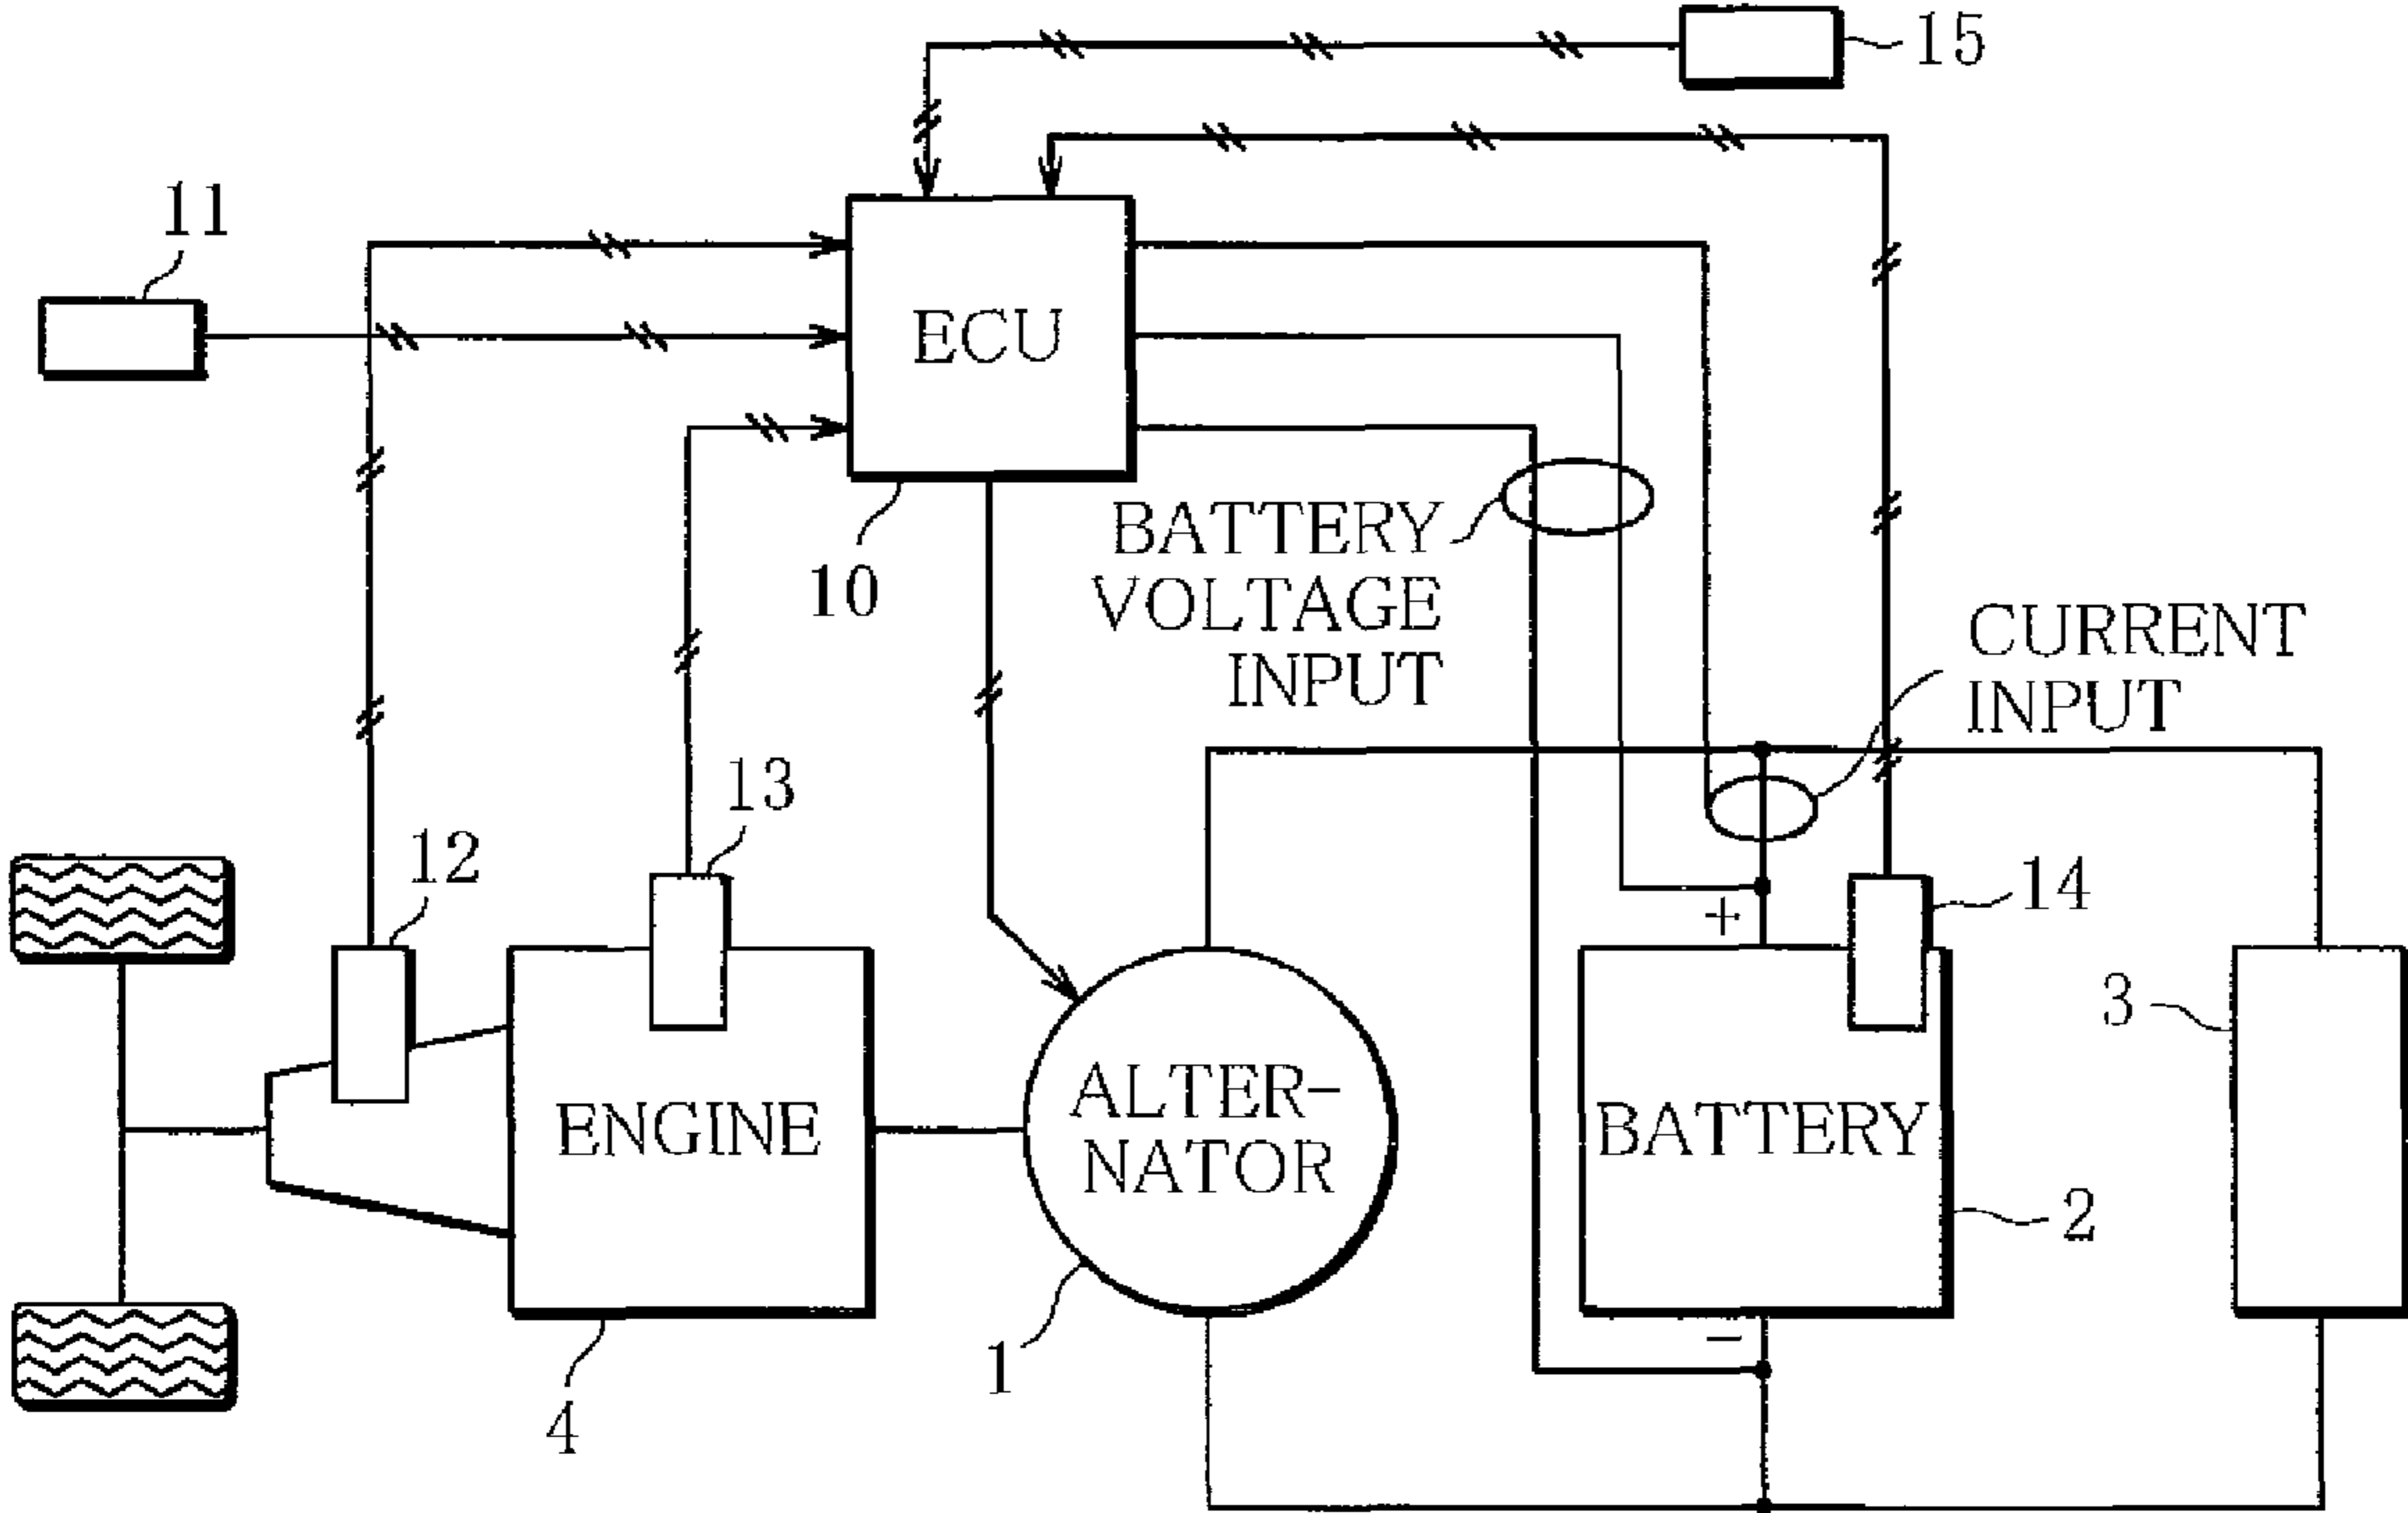 15
11
ECU
10
BATTERY
VOLTAGE
INPUT
CURRENT
INPUT
13
12
14
+
3
ENGINE
ALTER-
NATOR
BATTERY
2
−
1
4